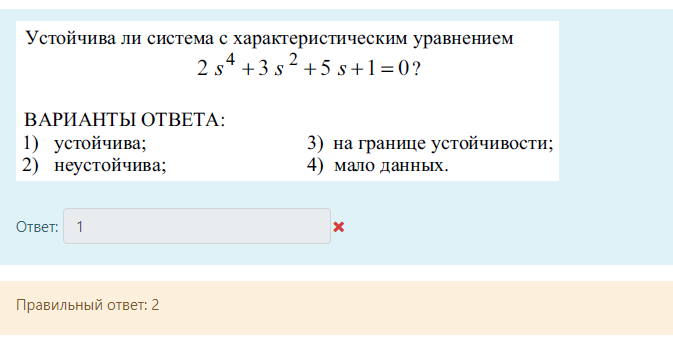 Устойчива ли система с характеристическим уравнением
2 s⁴ + 3 s² + 5 s + 1 = 0?
ВАРИАНТЫ ОТВЕТА:
1) устойчива; 3) на границе устойчивости;
2) неустойчива; 4) мало данных.
Ответ: 1
Правильный ответ: 2